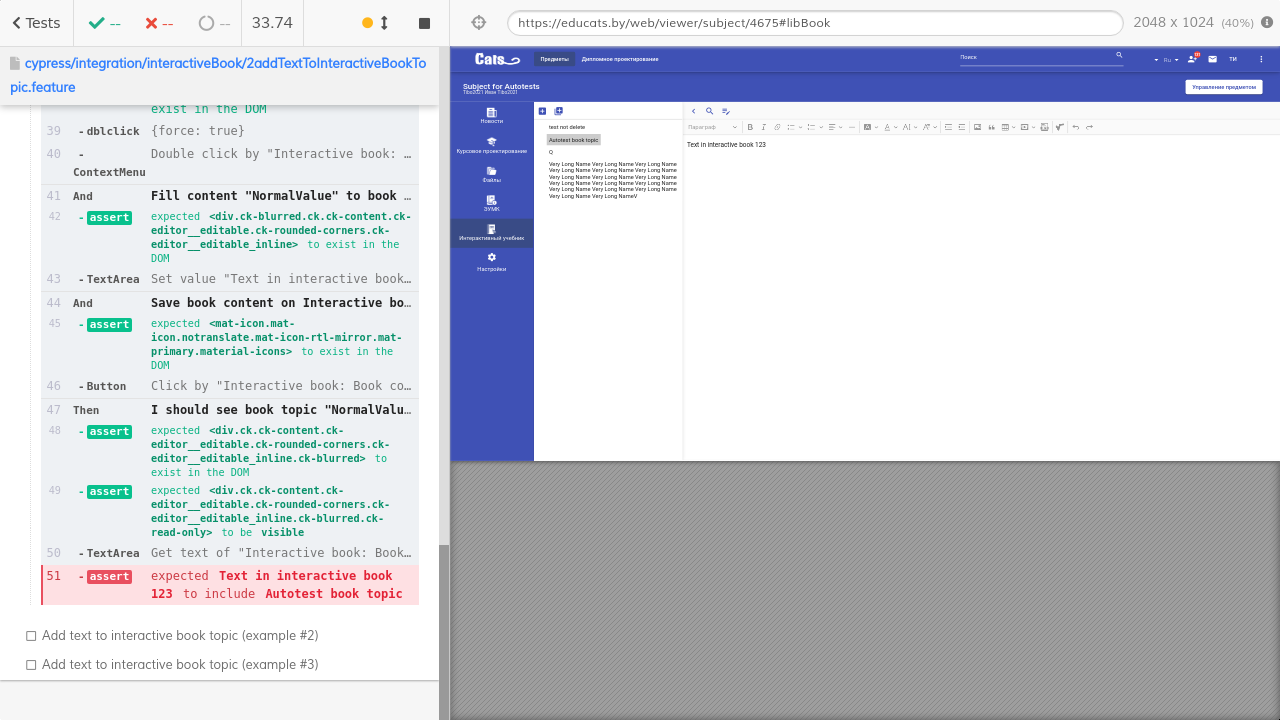 Tests
--
--
--
33.74
https://educats.by/web/viewer/subject/4675#libBook
2048 x 1024 (40%)
cypress/integration/interactiveBook/2addTextToInteractiveBookTo
pic.feature
exist in the DOM
39 - dblclick {force: true}
40 - Double click by "Interactive book: …
ContextMenu
41 And Fill content "NormalValue" to book …
42 - assert expected <div.ck-blurred.ck.ck-content.ck-
editor__editable.ck-rounded-corners.ck-
editor__editable_inline> to exist in the
DOM
43 - TextArea Set value "Text in interactive book…
44 And Save book content on Interactive bo…
45 - assert expected <mat-icon.mat-
icon.notranslate.mat-icon-rtl-mirror.mat-
primary.material-icons> to exist in the
DOM
46 - Button Click by "Interactive book: Book co…
47 Then I should see book topic "NormalValu…
48 - assert expected <div.ck.ck-content.ck-
editor__editable.ck-rounded-corners.ck-
editor__editable_inline.ck-blurred> to
exist in the DOM
49 - assert expected <div.ck.ck-content.ck-
editor__editable.ck-rounded-corners.ck-
editor__editable_inline.ck-blurred.ck-
read-only> to be visible
50 - TextArea Get text of "Interactive book: Book…
51 - assert expected Text in interactive book
123 to include Autotest book topic
Add text to interactive book topic (example #2)
Add text to interactive book topic (example #3)
Cats
Предметы
Дипломное проектирование
Поиск
Ru
ТИ
Subject for Autotests
Управление предметом
Новости
Курсовое проектирование
Файлы
ЭУМК
Интерактивный учебник
Настройки
test not delete
Autotest book topic
Q
Very Long Name Very Long Name Very Long Name
Very Long Name Very Long Name Very Long Name
Very Long Name Very Long Name Very Long Name
Very Long Name Very Long Name Very Long Name
Very Long Name Very Long Name Very Long Name
Very Long Name Very Long NameV
Параграф
Text in interactive book 123